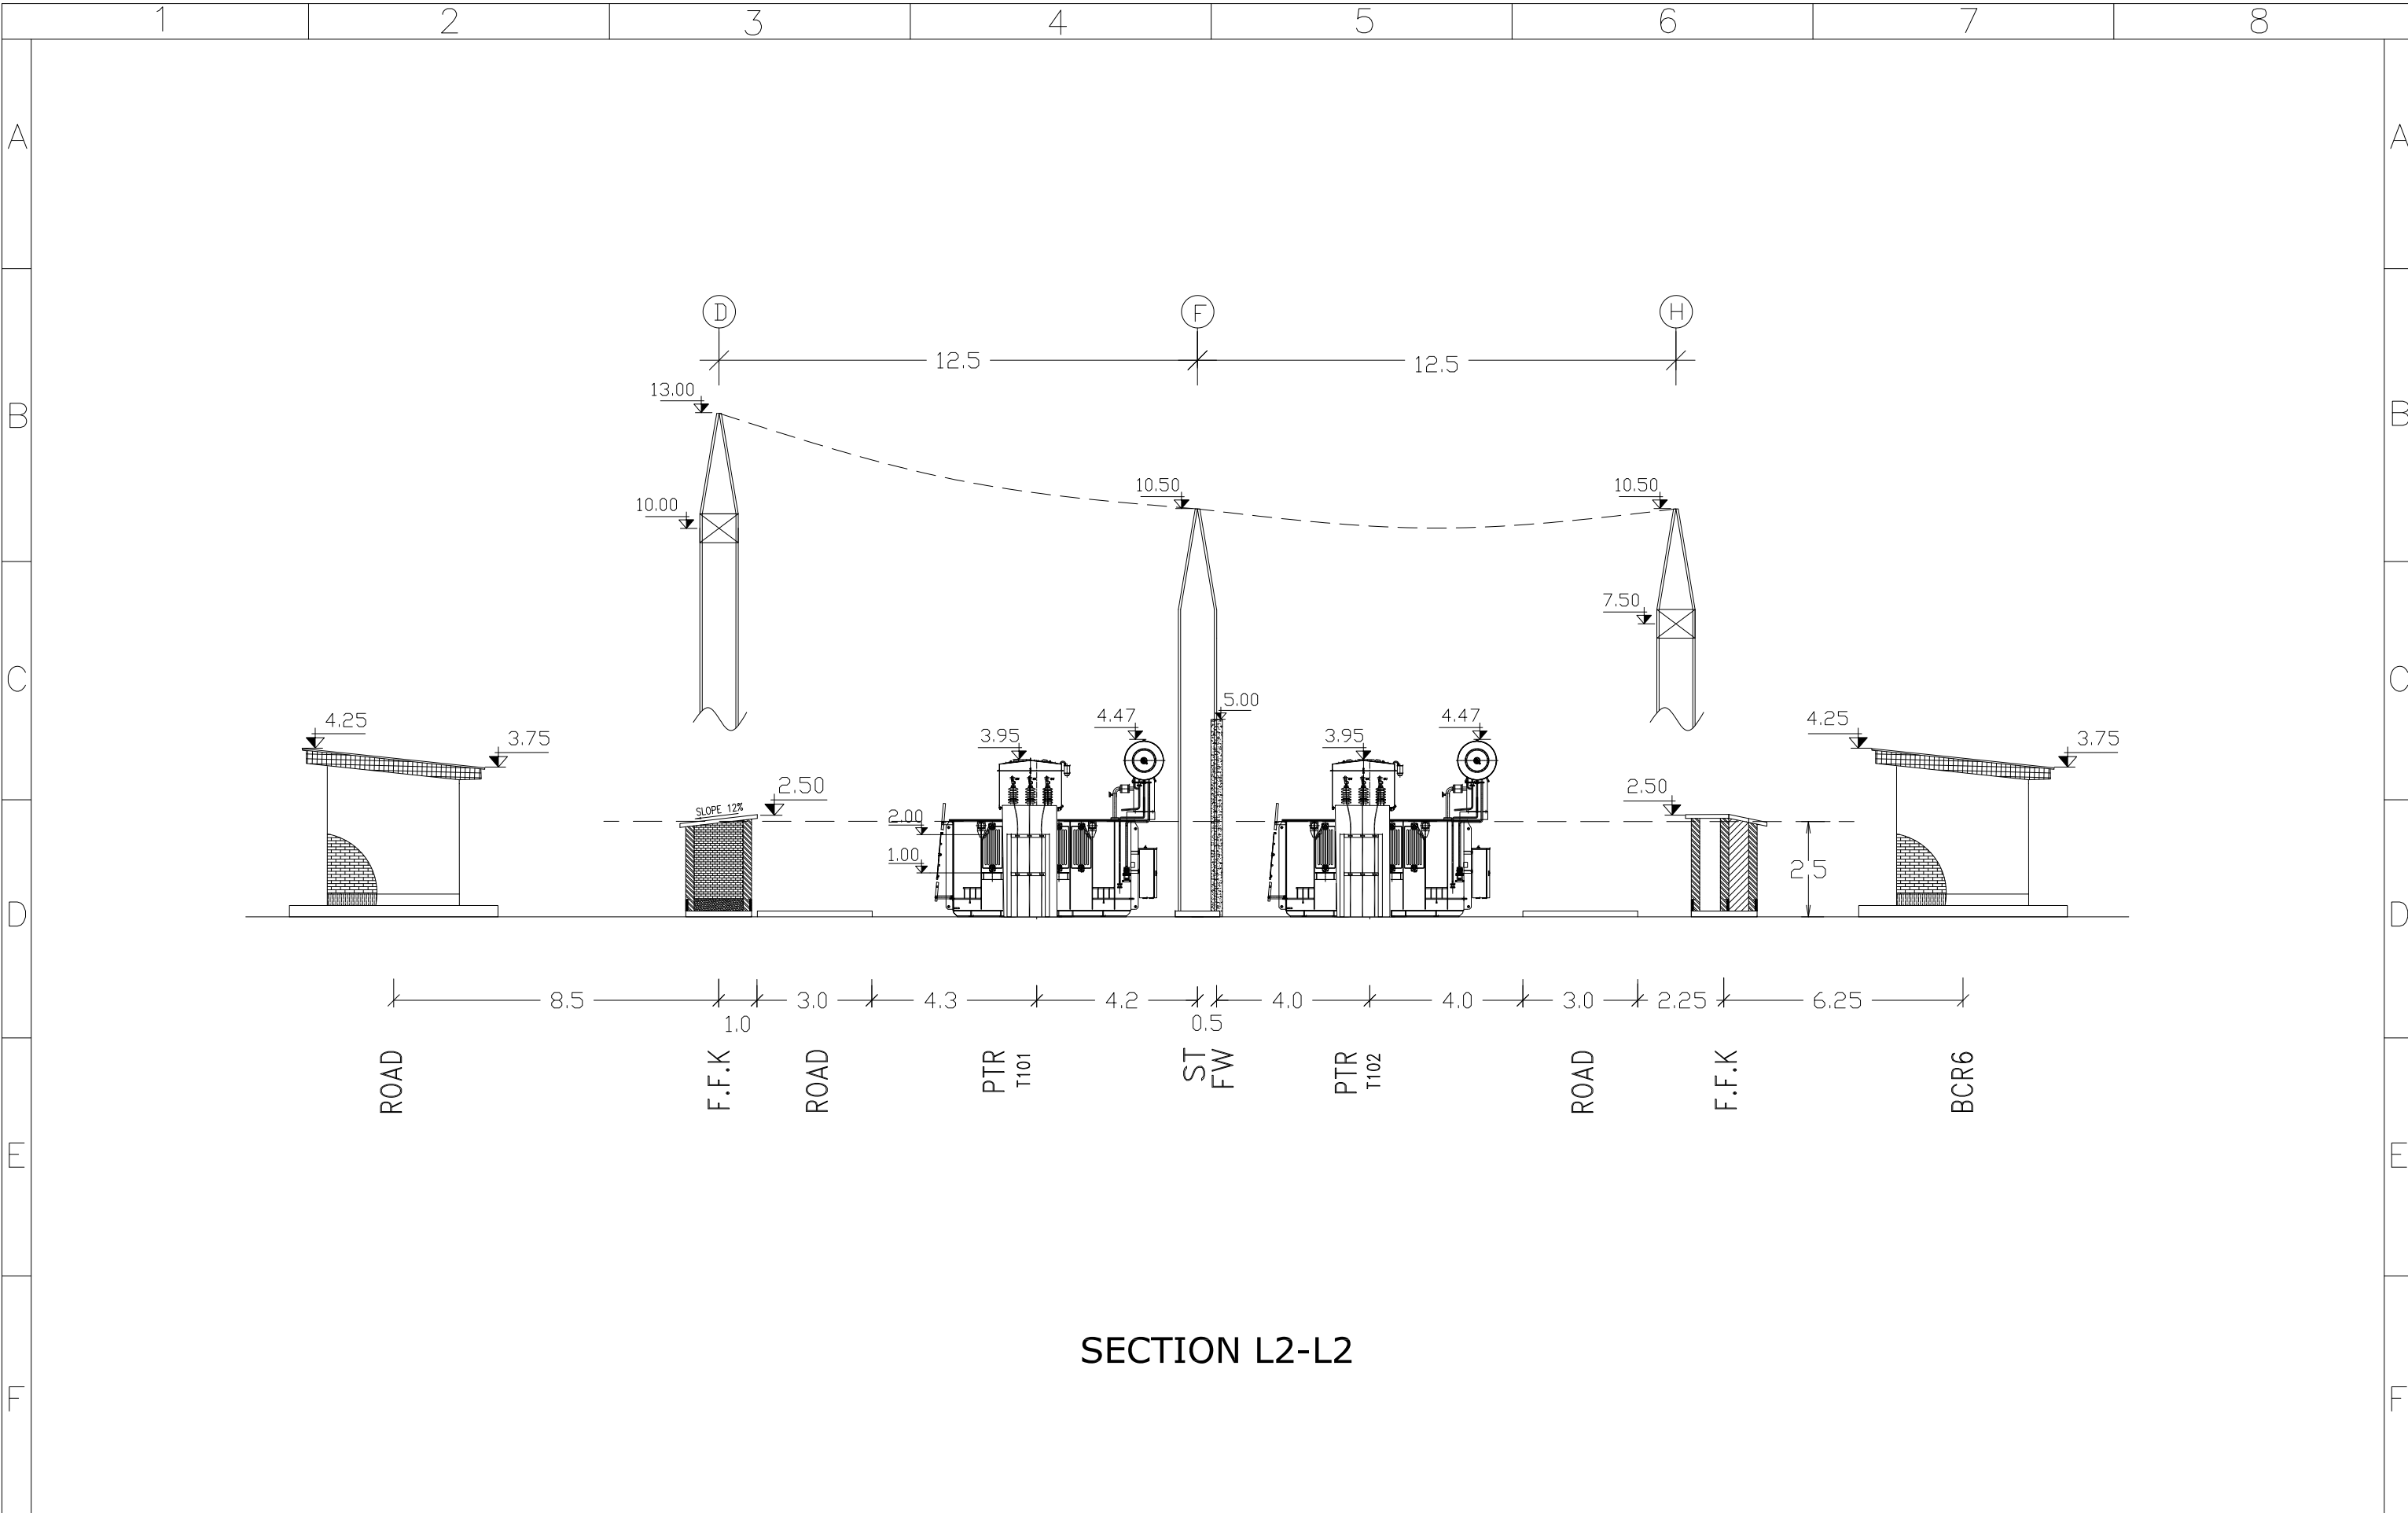 1 2 3 4 5 6 7 8
A A
D F H
12.5 12.5
13.00
B B
10.50 10.50
10.00
7.50
C C
5.00
4.25 3.75 3.95 4.47 3.95 4.47 4.25 3.75
2.50 2.50
SLOPE 12%
2.00
1.00
2,5
D D
8.5 1.0 3.0 4.3 4.2 0.5 4.0 4.0 3.0 2.25 6.25
ROAD
F.F.K
ROAD
PTR
T101
ST
FW
PTR
T102
ROAD
F.F.K
BCR6
E E
SECTION L2-L2
F F